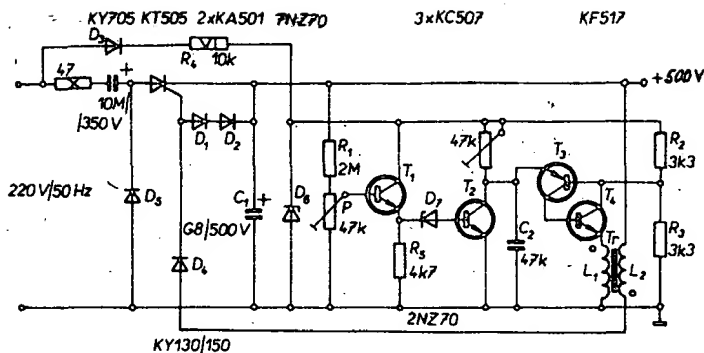 KY705 KT505 2xKA501 7NZ70 3xKC507 KF517
D3
R4 10k
47
10M/
/350V
+500V
D1 D2
R1
2M
T1
47k
T2
T3
R2
3k3
220V/50Hz
D5
C1
D6
P
47k
D7
T4
G8/500V
C2
47k
Tr
R3
3k3
D4
R5
4k7
L1 L2
2NZ70
KY130/150